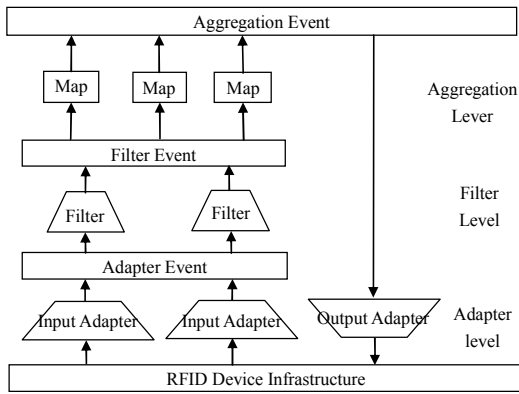 Aggregation Event
Map Map Map
Aggregation
Lever
Filter Event
Filter Filter
Filter
Level
Adapter Event
Input Adapter Input Adapter Output Adapter
Adapter
level
RFID Device Infrastructure